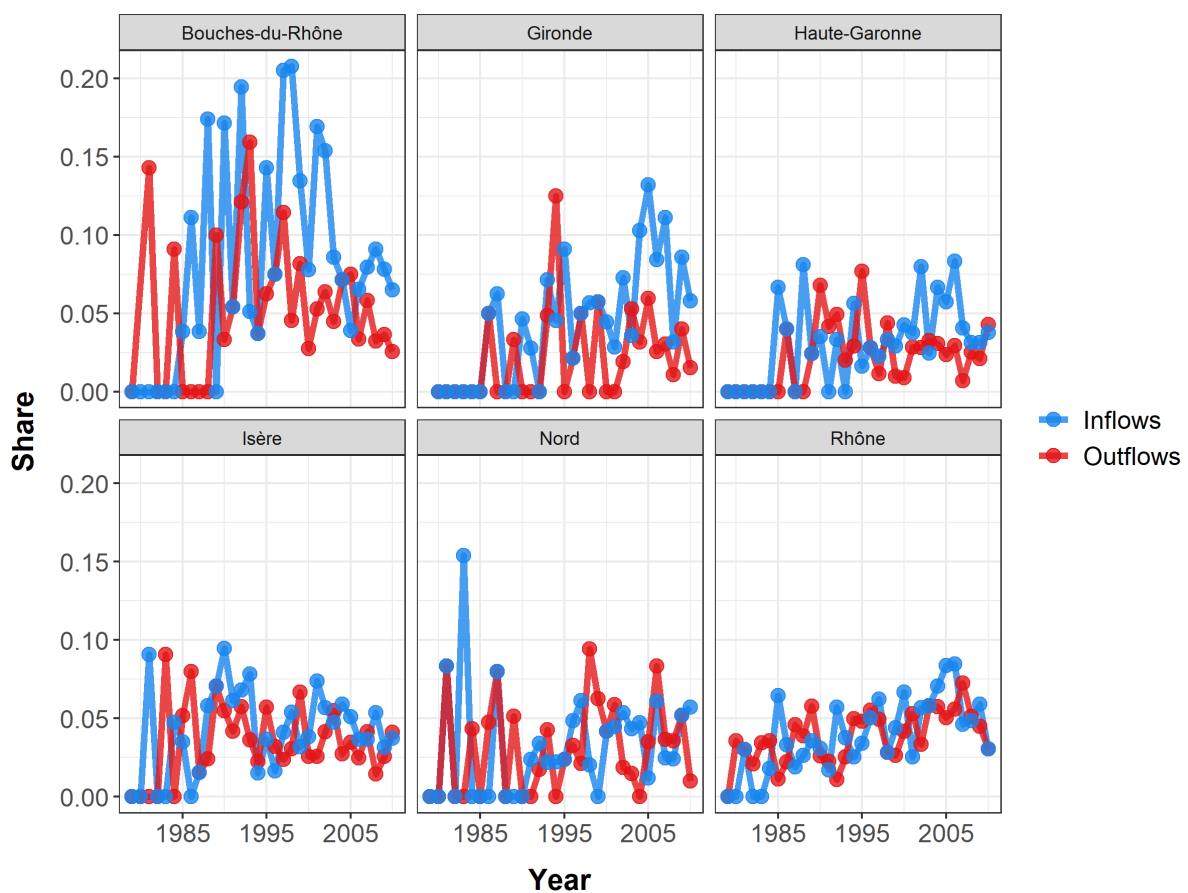 Bouches-du-Rhône Gironde Haute-Garonne
0.20
0.15
0.10
0.05
0.00
Isère Nord Rhône
0.20
0.15
0.10
0.05
0.00
1985 1995 2005 1985 1995 2005 1985 1995 2005
Share
Year
Inflows
Outflows